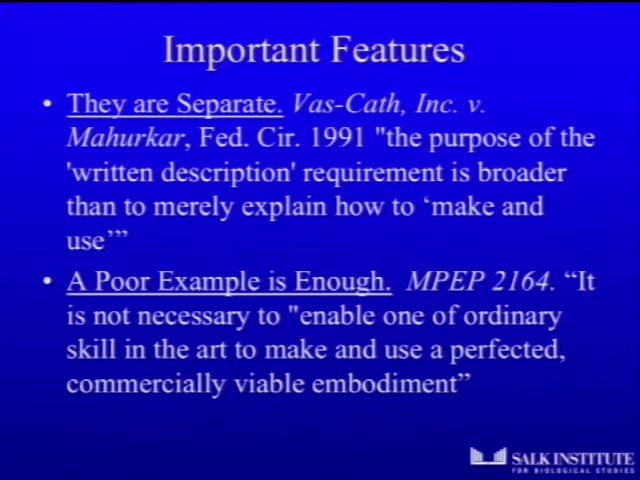 Important Features
• They are Separate. Vas-Cath, Inc. v.
Mahurkar, Fed. Cir. 1991 "the purpose of the
'written description' requirement is broader
than to merely explain how to ‘make and
use’”
• A Poor Example is Enough. MPEP 2164. “It
is not necessary to "enable one of ordinary
skill in the art to make and use a perfected,
commercially viable embodiment”
SALK INSTITUTE
FOR BIOLOGICAL STUDIES